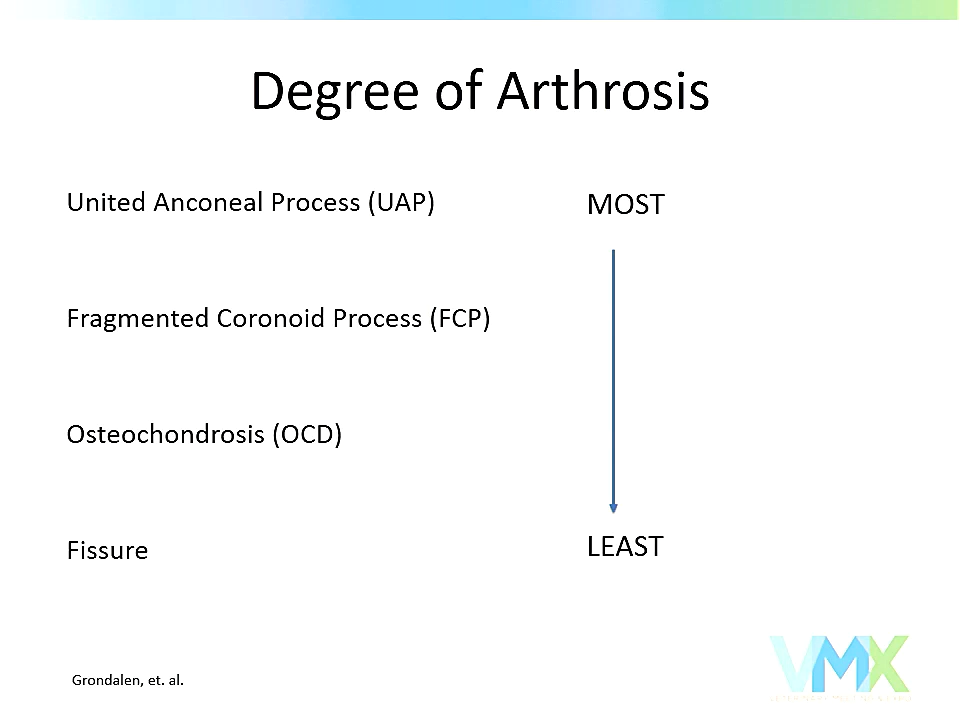 Degree of Arthrosis
United Anconeal Process (UAP)
MOST
Fragmented Coronoid Process (FCP)
Osteochondrosis (OCD)
Fissure
LEAST
Grondalen, et. al.
VMX